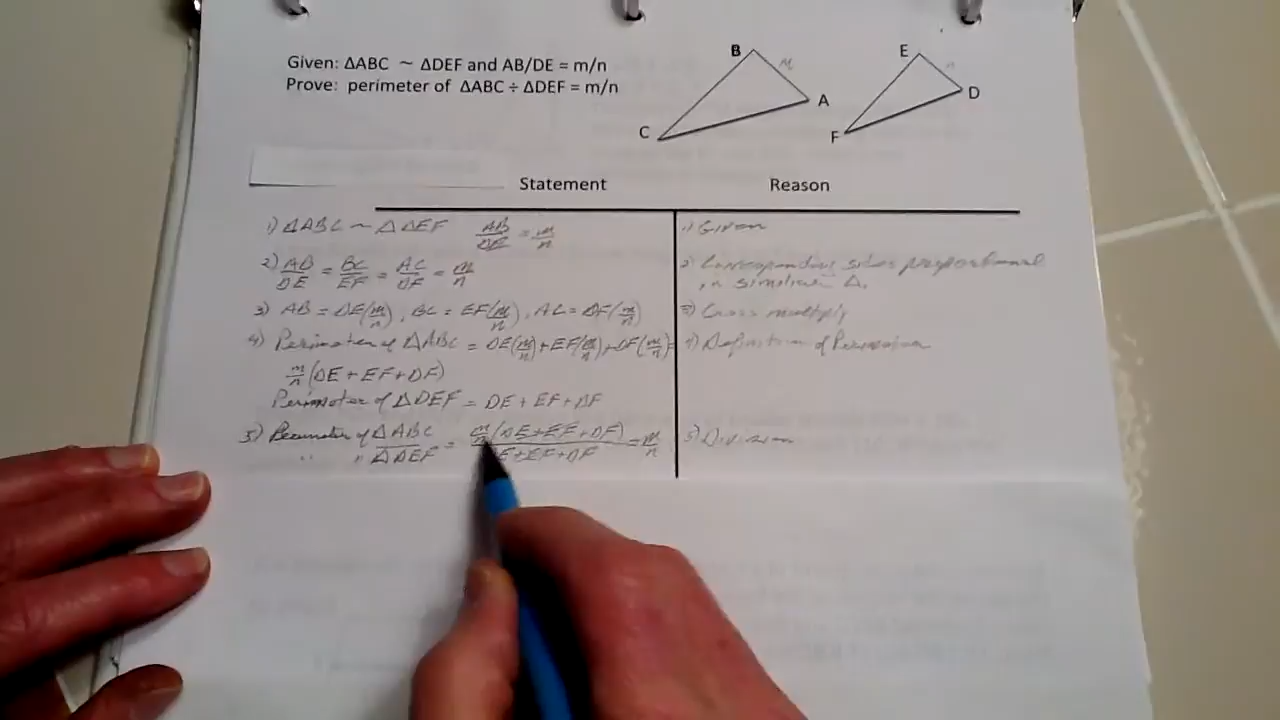 Given: ΔABC ~ ΔDEF and AB/DE = m/n
Prove: perimeter of ΔABC ÷ ΔDEF = m/n
B
M
A
C
E
n
D
F
Statement
Reason
1) ΔABC ~ ΔDEF AB/DE = m/n
1) Given
2) AB/DE = BC/EF = AC/DF = m/n
2) Corresponding sides proportional
in similar Δ.
3) AB = DE(m/n), BC = EF(m/n), AC = DF(m/n)
3) Cross multiply
4) Perimeter of ΔABC = DE(m/n)+EF(m/n)+DF(m/n)=
4) Definition of Perimeter
m/n(DE+EF+DF)
Perimeter of ΔDEF = DE+EF+DF
5) Perimeter of ΔABC / " " ΔDEF = m/n(DE+EF+DF) / E+EF+DF = m/n
5) Division